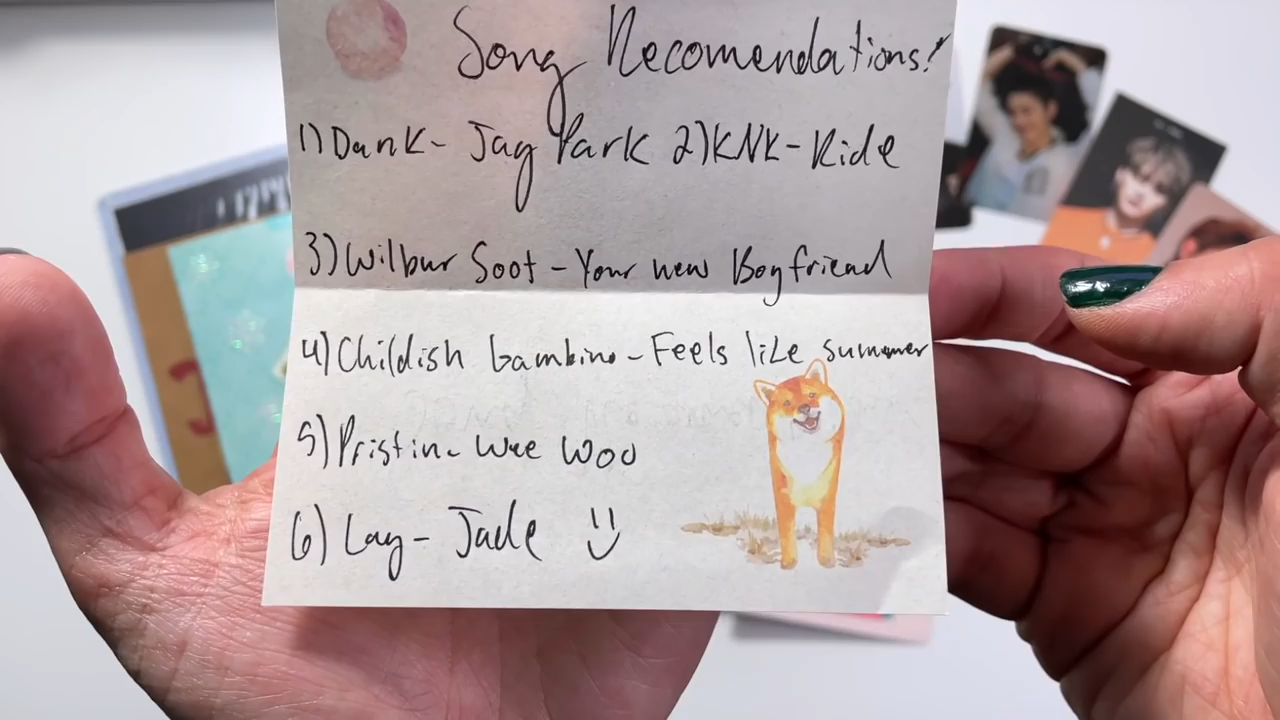 Song Recomendations!
1) Dank - Jay Park 2) KNK - Ride
3) Wilbur Soot - Your new Boyfriend
4) Childish bambino - Feels like summer
5) Pristin - Wee Woo
6) Lay - Jade